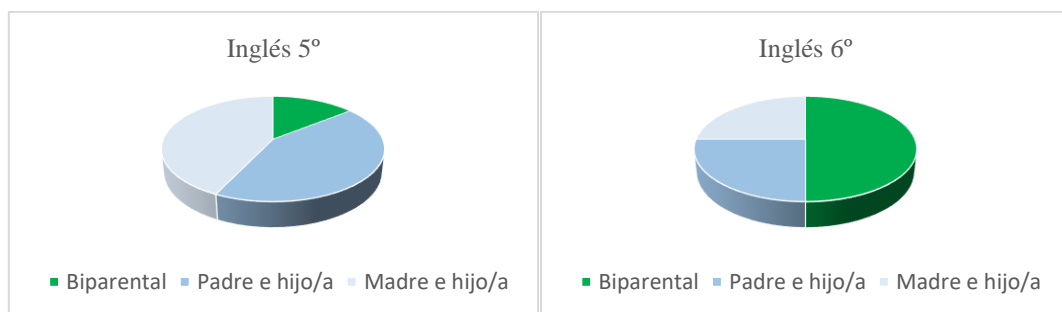 Inglés 5º
Biparental Padre e hijo/a Madre e hijo/a
Inglés 6º
Biparental Padre e hijo/a Madre e hijo/a